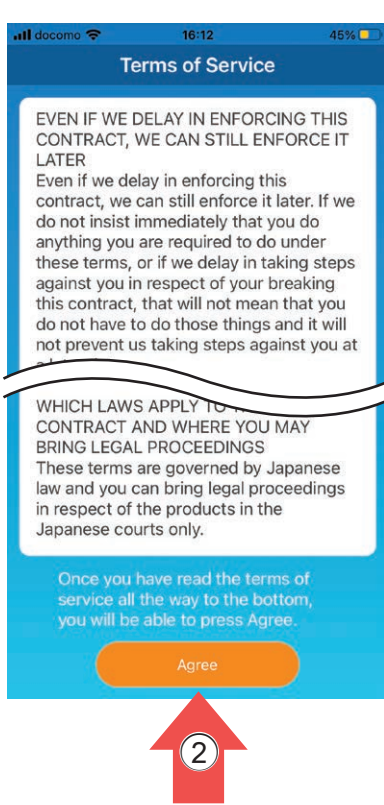 docomo 16:12 45%
Terms of Service
EVEN IF WE DELAY IN ENFORCING THIS
CONTRACT, WE CAN STILL ENFORCE IT
LATER
Even if we delay in enforcing this
contract, we can still enforce it later. If we
do not insist immediately that you do
anything you are required to do under
these terms, or if we delay in taking steps
against you in respect of your breaking
this contract, that will not mean that you
do not have to do those things and it will
not prevent us taking steps against you at
WHICH LAWS APPLY TO
CONTRACT AND WHERE YOU MAY
BRING LEGAL PROCEEDINGS
These terms are governed by Japanese
law and you can bring legal proceedings
in respect of the products in the
Japanese courts only.
Once you have read the terms of
service all the way to the bottom,
you will be able to press Agree.
Agree
②